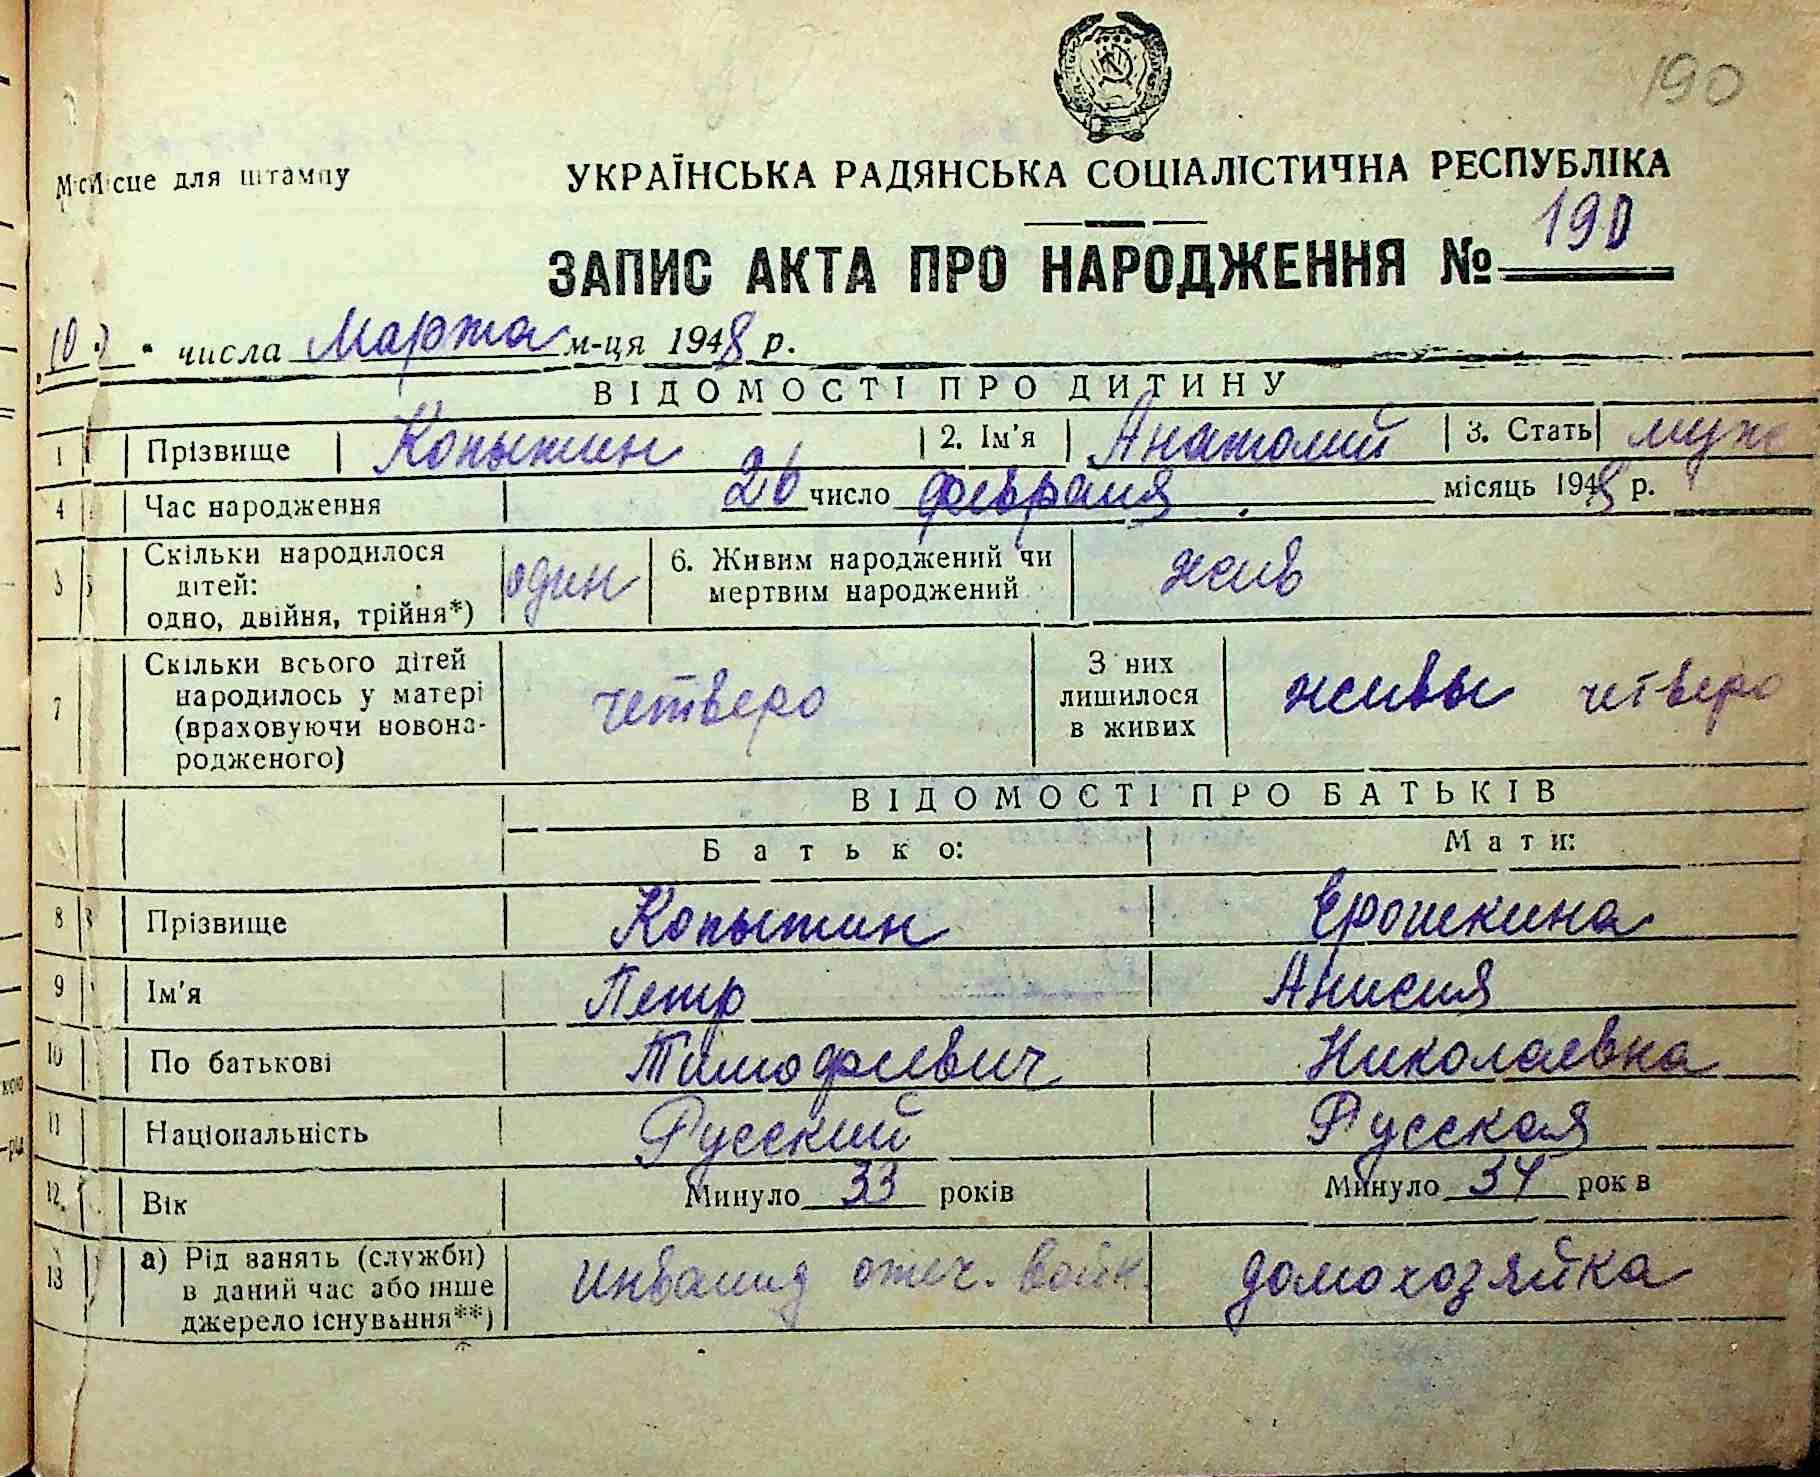 190
Місце для штампу
УКРАЇНСЬКА РАДЯНСЬКА СОЦІАЛІСТИЧНА РЕСПУБЛІКА
ЗАПИС АКТА ПРО НАРОДЖЕННЯ № 190
10 " числа Марта м-ця 1948 р.
ВІДОМОСТІ ПРО ДИТИНУ
1 Прізвище Копытин 2. Ім'я Анатолий 3. Стать муж
4 Час народження 26 число февраля місяць 1948 р.
5 Скільки народилося
дітей:
одно, двійня, трійня*) один
6. Живим народжений чи
мертвим народжений жив
7 Скільки всього дітей
народилось у матері
(враховуючи новона-
родженого) четверо
З них
лишилося
в живих живы четверо
ВІДОМОСТІ ПРО БАТЬКІВ
Батько: Мати:
8 Прізвище Копытин Ерошкина
9 Ім'я Петр Анисия
10 По батькові Тимофеевич Николаевна
11 Національність Русский Русская
12. Вік Минуло 33 років Минуло 34 рок в
13 а) Рід занять (служби)
в даний час або інше
джерело існування**) инвалид отеч. войн. домохозяйка